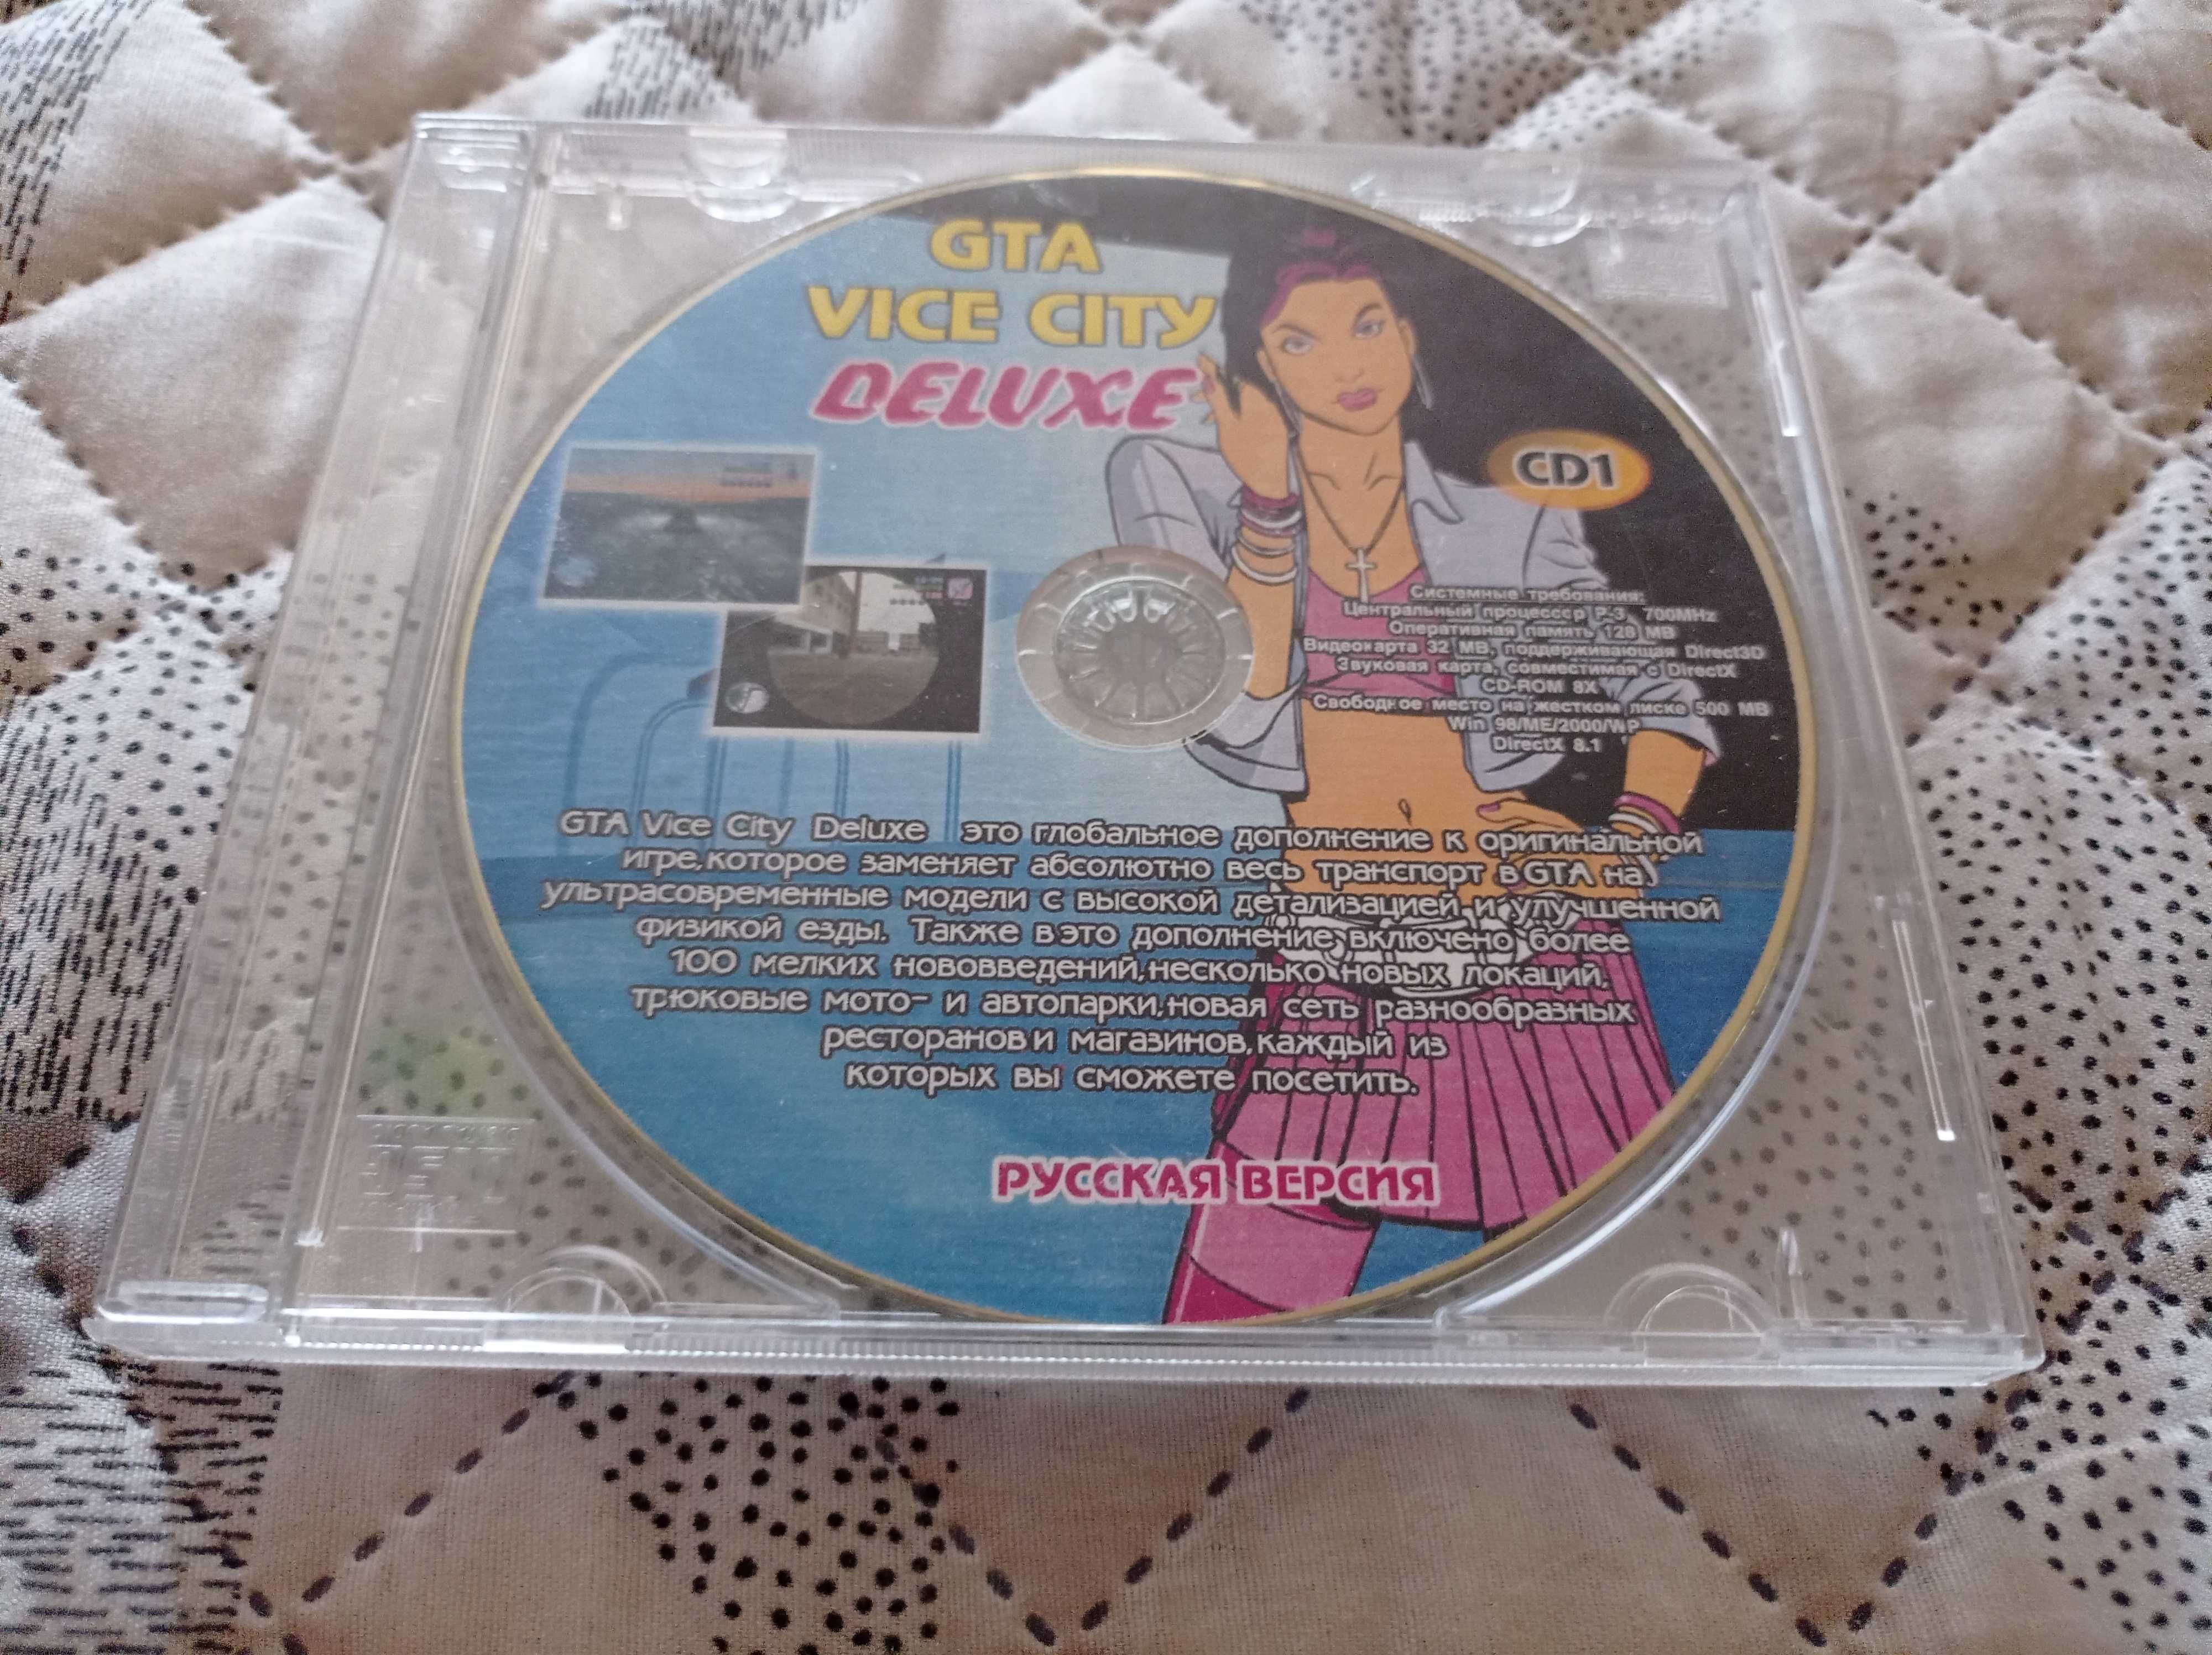 GTA
VICE CITY
DELUXE
CD1
Системные требования:
Центральный процессср P-3, 700MHz
Оперативная память 128 MB
Видеокарта 32 MB, поддерживающая Direct3D
Звуковая карта, совместимая с DirectX
CD-ROM 8X
Свободное место на жестком диске 500 MB
Win 98/ME/2000/WP
DirectX 8.1
GTA Vice City Deluxe это глобальное дополнение к оригинальной
игре,которое заменяет абсолютно весь транспорт в GTA на
ультрасовременные модели с высокой детализацией и улучшенной
физикой езды. Также в это дополнение включено более
100 мелких нововведений,несколько новых локаций,
трюковые мото- и автопарки,новая сеть разнообразных
ресторанов и магазинов,каждый из
которых вы сможете посетить.
РУССКАЯ ВЕРСИЯ